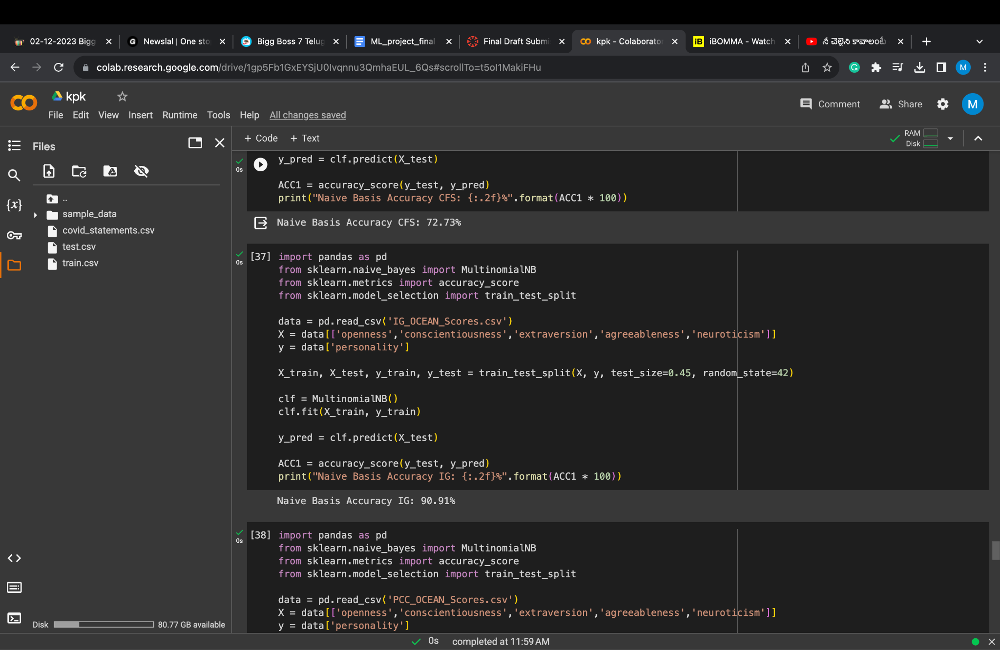 02-12-2023 Bigg
Newslal | One sto
Bigg Boss 7 Telug
ML_project_final
Final Draft Submi
kpk - Colaborator
iB iBOMMA - Watch
నీ చెల్లెని కావాలంటే
colab.research.google.com/drive/1gp5Fb1GxEYSjU0Ivqnnu3QmhaEUL_6Qs#scrollTo=t5oI1MakiFHu
M
kpk
File Edit View Insert Runtime Tools Help All changes saved
Comment Share M
Files
+ Code + Text
RAM
Disk
..
sample_data
covid_statements.csv
test.csv
train.csv
{x}
Disk 80.77 GB available
0s
y_pred = clf.predict(X_test)
ACC1 = accuracy_score(y_test, y_pred)
print("Naive Basis Accuracy CFS: {:.2f}%".format(ACC1 * 100))
Naive Basis Accuracy CFS: 72.73%
0s
[37] import pandas as pd
from sklearn.naive_bayes import MultinomialNB
from sklearn.metrics import accuracy_score
from sklearn.model_selection import train_test_split
data = pd.read_csv('IG_OCEAN_Scores.csv')
X = data[['openness','conscientiousness','extraversion','agreeableness','neuroticism']]
y = data['personality']
X_train, X_test, y_train, y_test = train_test_split(X, y, test_size=0.45, random_state=42)
clf = MultinomialNB()
clf.fit(X_train, y_train)
y_pred = clf.predict(X_test)
ACC1 = accuracy_score(y_test, y_pred)
print("Naive Basis Accuracy IG: {:.2f}%".format(ACC1 * 100))
Naive Basis Accuracy IG: 90.91%
0s
[38] import pandas as pd
from sklearn.naive_bayes import MultinomialNB
from sklearn.metrics import accuracy_score
from sklearn.model_selection import train_test_split
data = pd.read_csv('PCC_OCEAN_Scores.csv')
X = data[['openness','conscientiousness','extraversion','agreeableness','neuroticism']]
y = data['personality']
0s completed at 11:59 AM